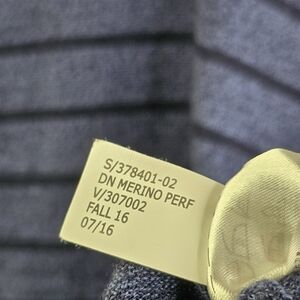 S/378401-02
DN MERINO PERF
V/307002
FALL 16
07/16